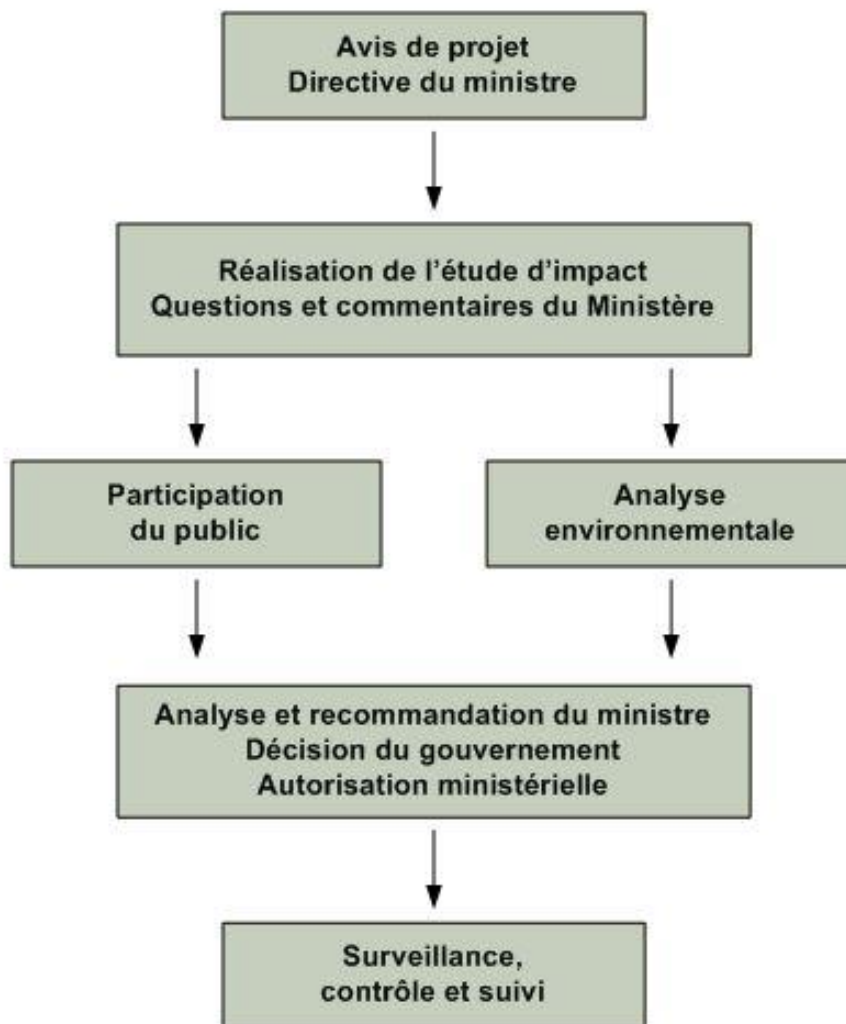 Avis de projet
Directive du ministre
Réalisation de l'étude d'impact
Questions et commentaires du Ministère
Participation
du public
Analyse
environnementale
Analyse et recommandation du ministre
Décision du gouvernement
Autorisation ministérielle
Surveillance,
contrôle et suivi